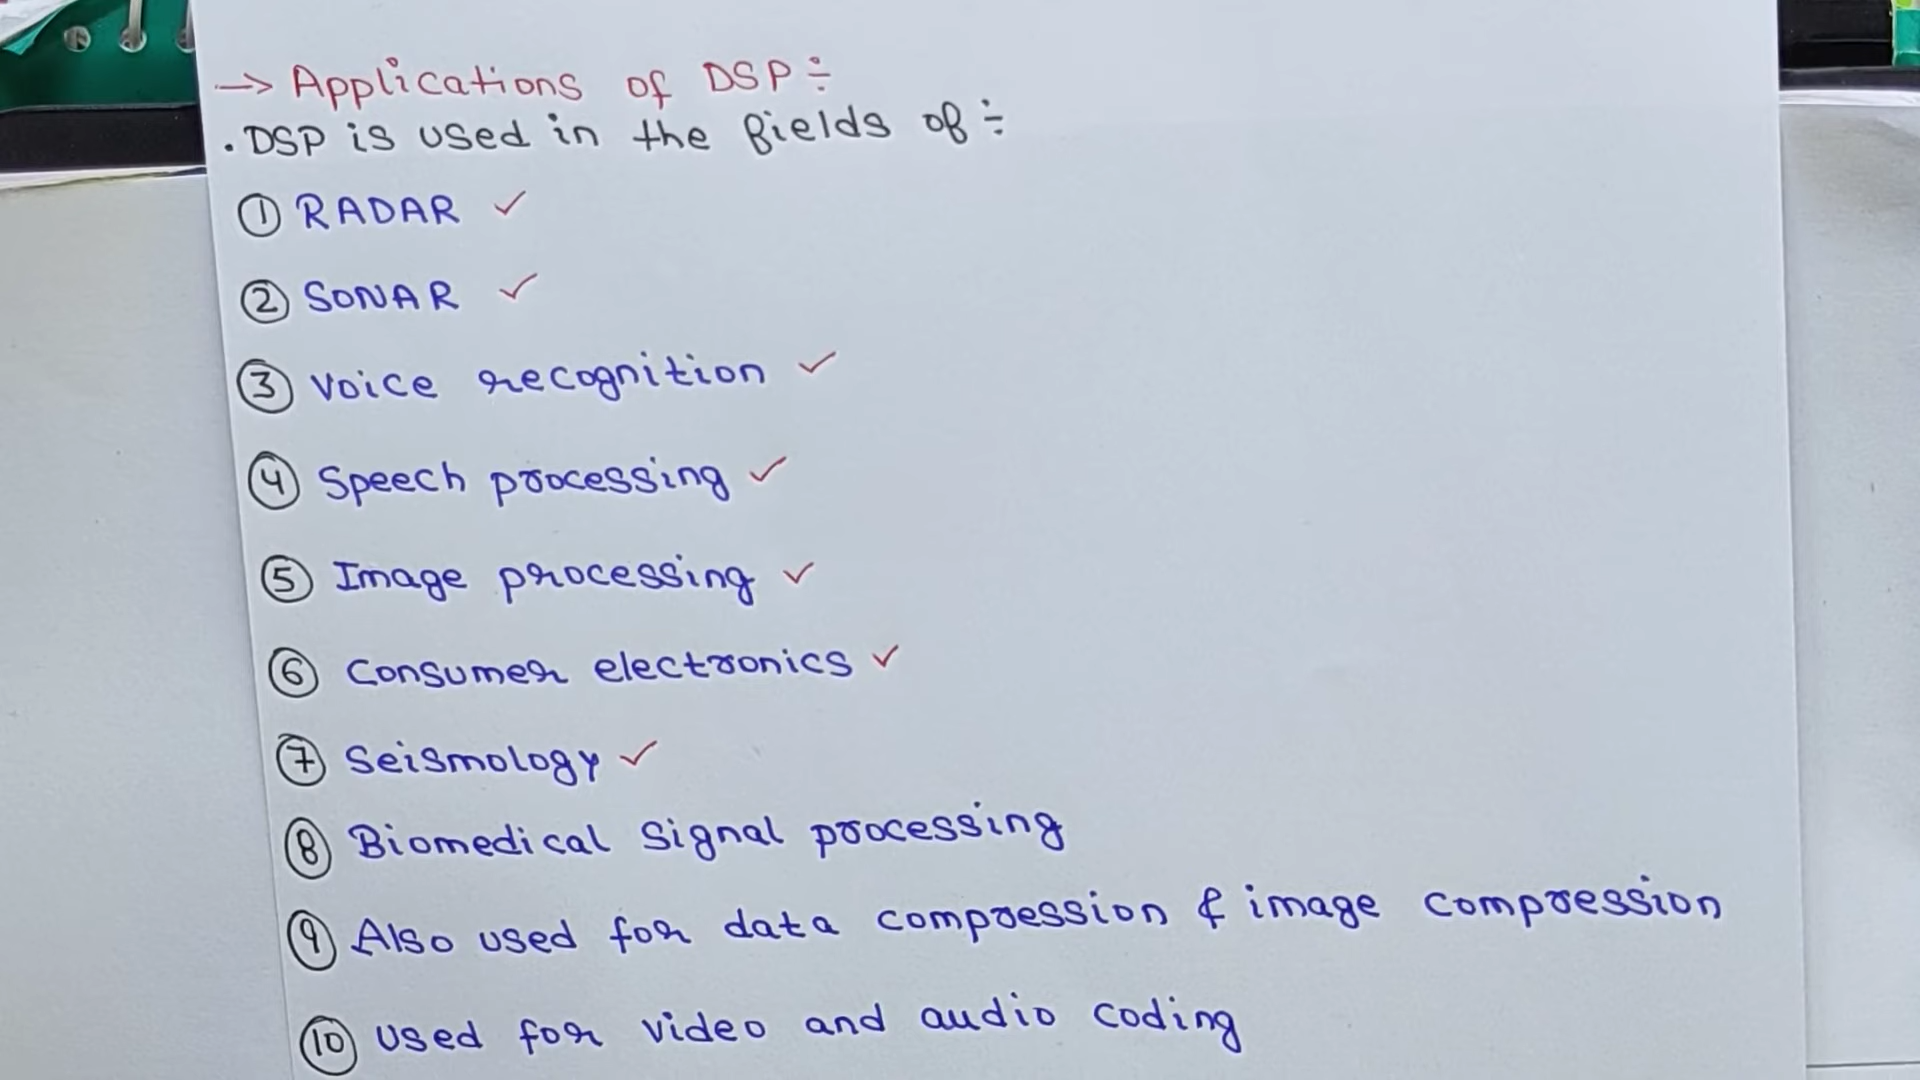 → Applications of DSP ÷
. DSP is used in the fields of ÷
① RADAR ✓
② SONAR ✓
③ Voice recognition ✓
④ Speech processing ✓
⑤ Image processing ✓
⑥ Consumer electronics ✓
⑦ Seismology ✓
⑧ Biomedical Signal processing
⑨ Also used for data compression & image compression
⑩ used for video and audio coding